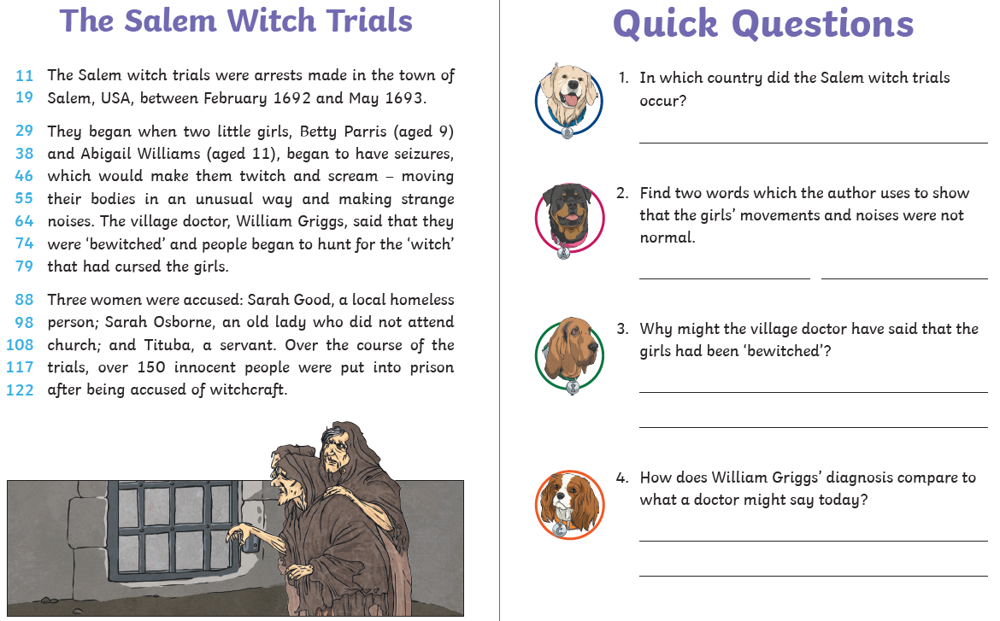 The Salem Witch Trials
11 The Salem witch trials were arrests made in the town of
19 Salem, USA, between February 1692 and May 1693.
29 They began when two little girls, Betty Parris (aged 9)
38 and Abigail Williams (aged 11), began to have seizures,
46 which would make them twitch and scream – moving
55 their bodies in an unusual way and making strange
64 noises. The village doctor, William Griggs, said that they
74 were ‘bewitched’ and people began to hunt for the ‘witch’
79 that had cursed the girls.
88 Three women were accused: Sarah Good, a local homeless
98 person; Sarah Osborne, an old lady who did not attend
108 church; and Tituba, a servant. Over the course of the
117 trials, over 150 innocent people were put into prison
122 after being accused of witchcraft.
Quick Questions
1. In which country did the Salem witch trials
occur?
2. Find two words which the author uses to show
that the girls’ movements and noises were not
normal.
3. Why might the village doctor have said that the
girls had been ‘bewitched’?
4. How does William Griggs’ diagnosis compare to
what a doctor might say today?